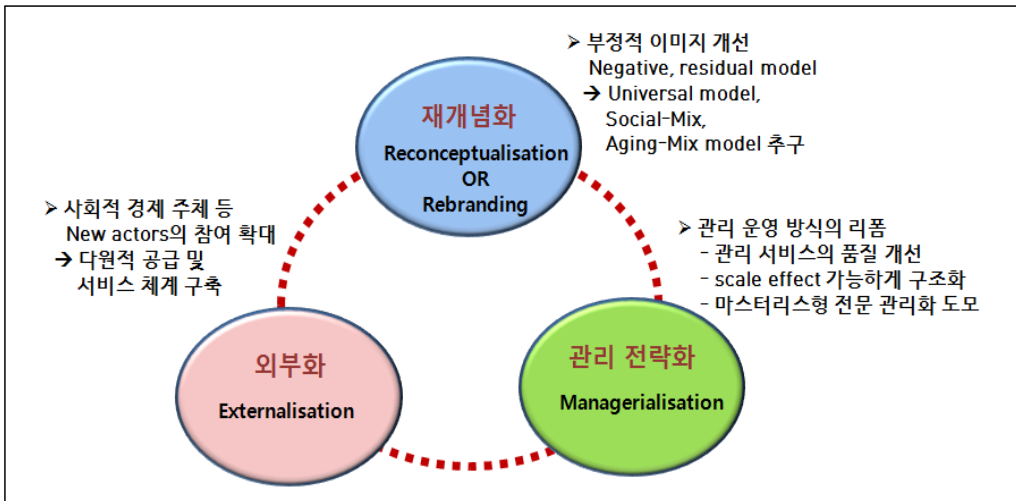 ➢ 부정적 이미지 개선
Negative, residual model
→ Universal model,
Social-Mix,
Aging-Mix model 추구
재개념화
Reconceptualisation
OR
Rebranding
➢ 사회적 경제 주체 등
New actors의 참여 확대
→ 다원적 공급 및
서비스 체계 구축
➢ 관리 운영 방식의 리폼
- 관리 서비스의 품질 개선
- scale effect 가능하게 구조화
- 마스터리스형 전문 관리화 도모
외부화
Externalisation
관리 전략화
Managerialisation